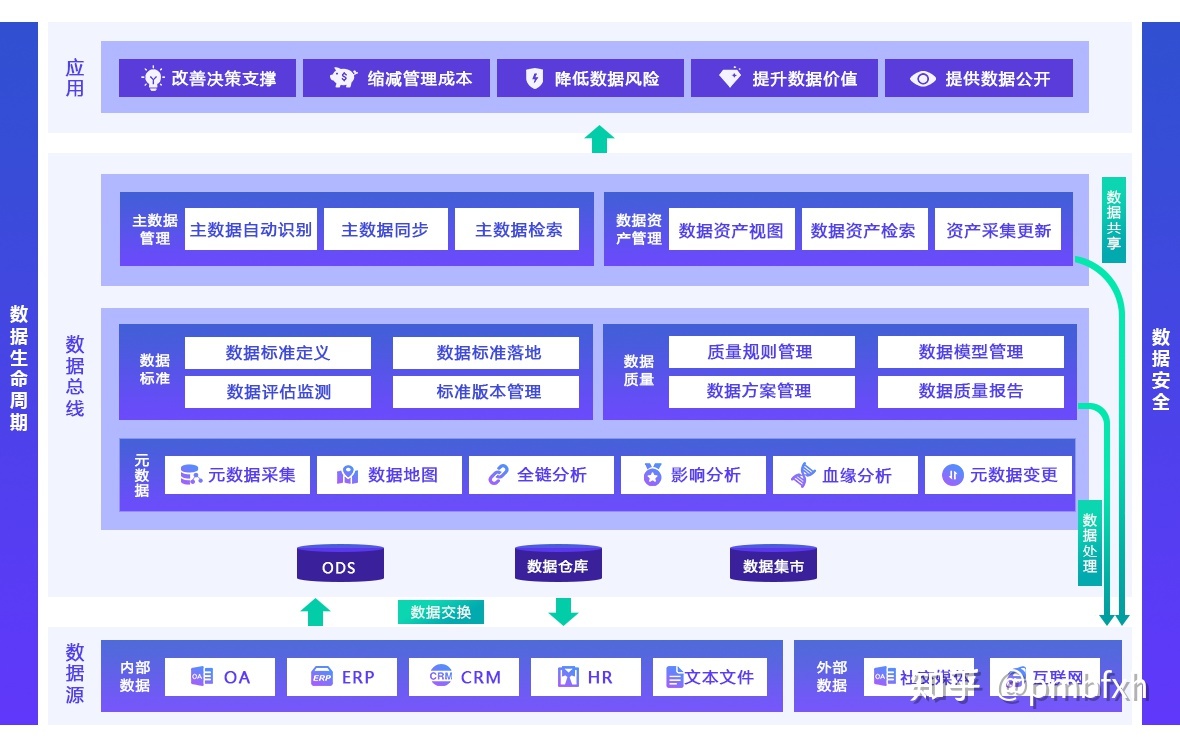 应用
改善决策支撑
缩减管理成本
降低数据风险
提升数据价值
提供数据公开
数据生命周期
数据安全
数据总线
主数据
管理
主数据自动识别
主数据同步
主数据检索
数据资
产管理
数据资产视图
数据资产检索
资产采集更新
数据共享
数据
标准
数据标准定义
数据标准落地
数据评估监测
标准版本管理
数据
质量
质量规则管理
数据模型管理
数据方案管理
数据质量报告
元数据
元数据采集
数据地图
全链分析
影响分析
血缘分析
元数据变更
数据处理
ODS
数据仓库
数据集市
数据交换
数据源
内部
数据
OA
OA
ERP
ERP
CRM
CRM
HR
文本文件
外部
数据
OA
社交媒体
互联网
知乎 @pmbfxh